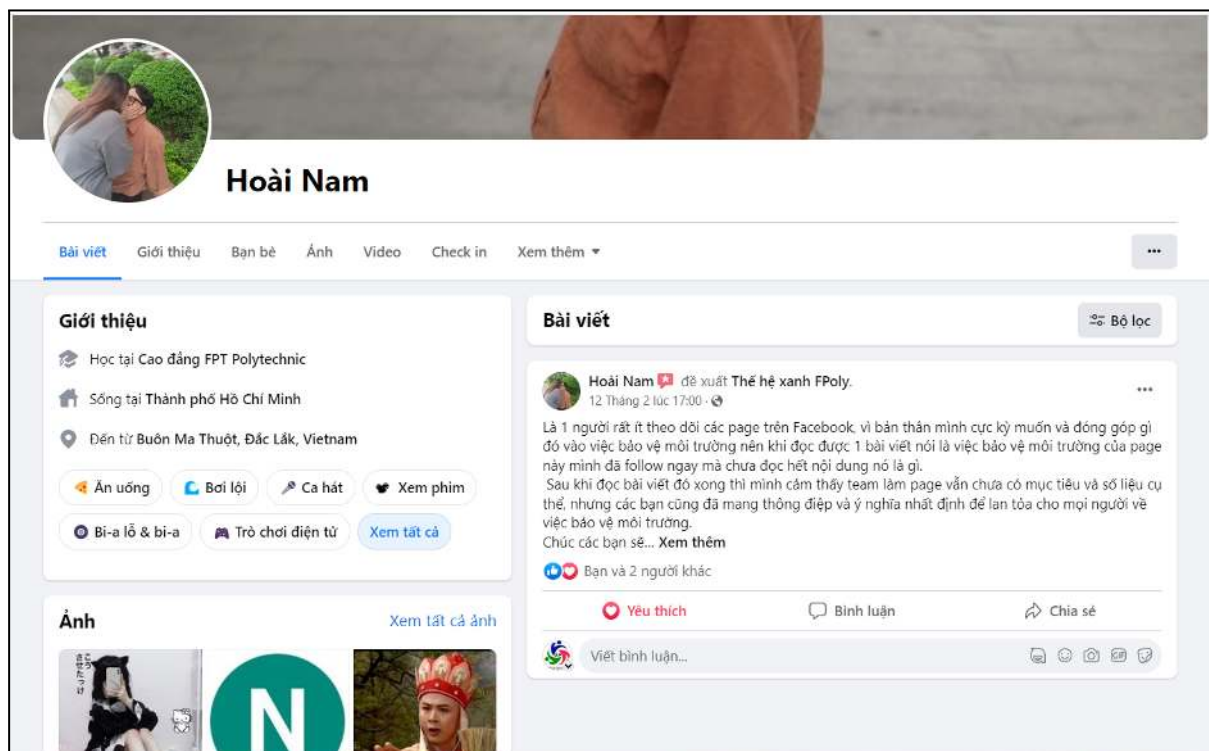 Hoài Nam
Bài viết Giới thiệu Bạn bè Ảnh Video Check in Xem thêm
Giới thiệu
Học tại Cao đẳng FPT Polytechnic
Sống tại Thành phố Hồ Chí Minh
Đến từ Buôn Ma Thuột, Đắc Lắk, Vietnam
Ăn uống Bơi lội Ca hát Xem phim
Bi-a lỗ & bi-a Trò chơi điện tử Xem tất cả
Ảnh Xem tất cả ảnh
こう
させたっけ
N
Bài viết Bộ lọc
Hoài Nam đề xuất Thế hệ xanh FPoly.
12 Tháng 2 lúc 17:00
Là 1 người rất ít theo dõi các page trên Facebook, vì bản thân mình cực kỳ muốn và đóng góp gì
đó vào việc bảo vệ môi trường nên khi đọc được 1 bài viết nói là việc bảo vệ môi trường của page
này mình đã follow ngay mà chưa đọc hết nội dung nó là gì.
Sau khi đọc bài viết đó xong thì mình cảm thấy team làm page vẫn chưa có mục tiêu và số liệu cụ
thể, nhưng các bạn cũng đã mang thông điệp và ý nghĩa nhất định để lan tỏa cho mọi người về
việc bảo vệ môi trường.
Chúc các bạn sẽ... Xem thêm
Bạn và 2 người khác
Yêu thích Bình luận Chia sẻ
Viết bình luận...
GIF